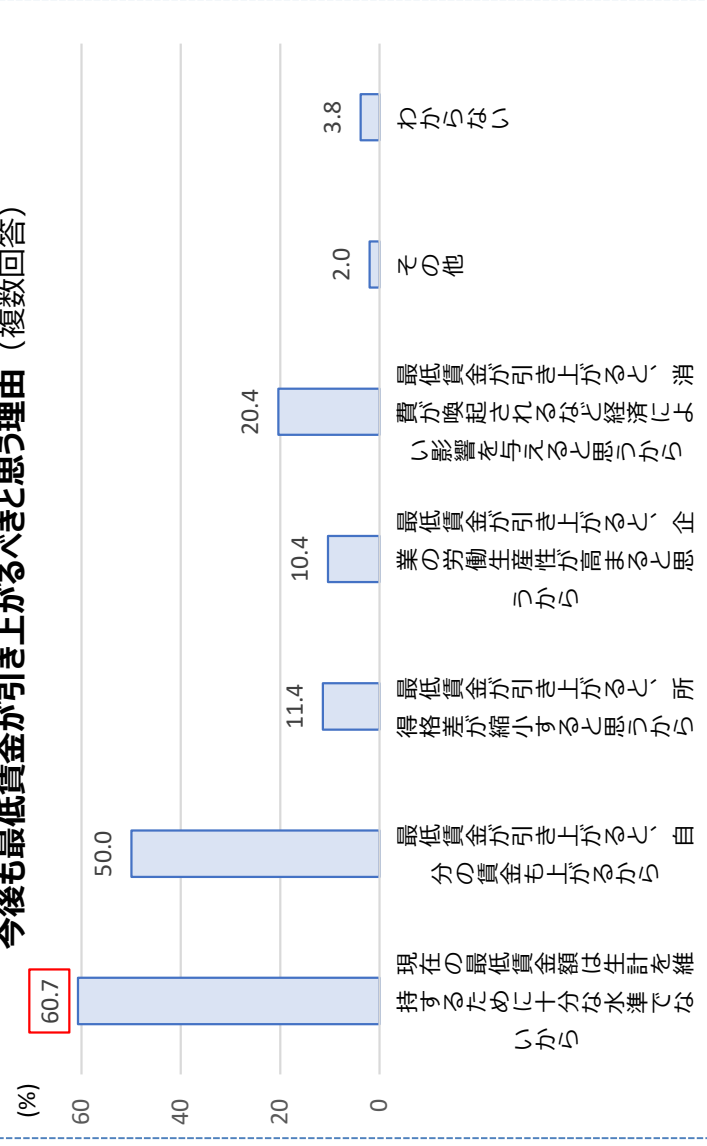 今後も最低賃金が引き上がるべきと思う理由（複数回答）
(%)
60
40
20
0
60.7
50.0
11.4
10.4
20.4
2.0
3.8
現在の最低賃金額は生計を維
持するために十分な水準でな
いから
最低賃金が引き上がると、自
分の賃金も上がるから
最低賃金が引き上がると、所
得格差が縮小すると思うから
最低賃金が引き上がると、企
業の労働生産性が高まると思
うから
最低賃金が引き上がると、消
費が喚起されるなど経済によ
い影響を与えると思うから
その他
わからない